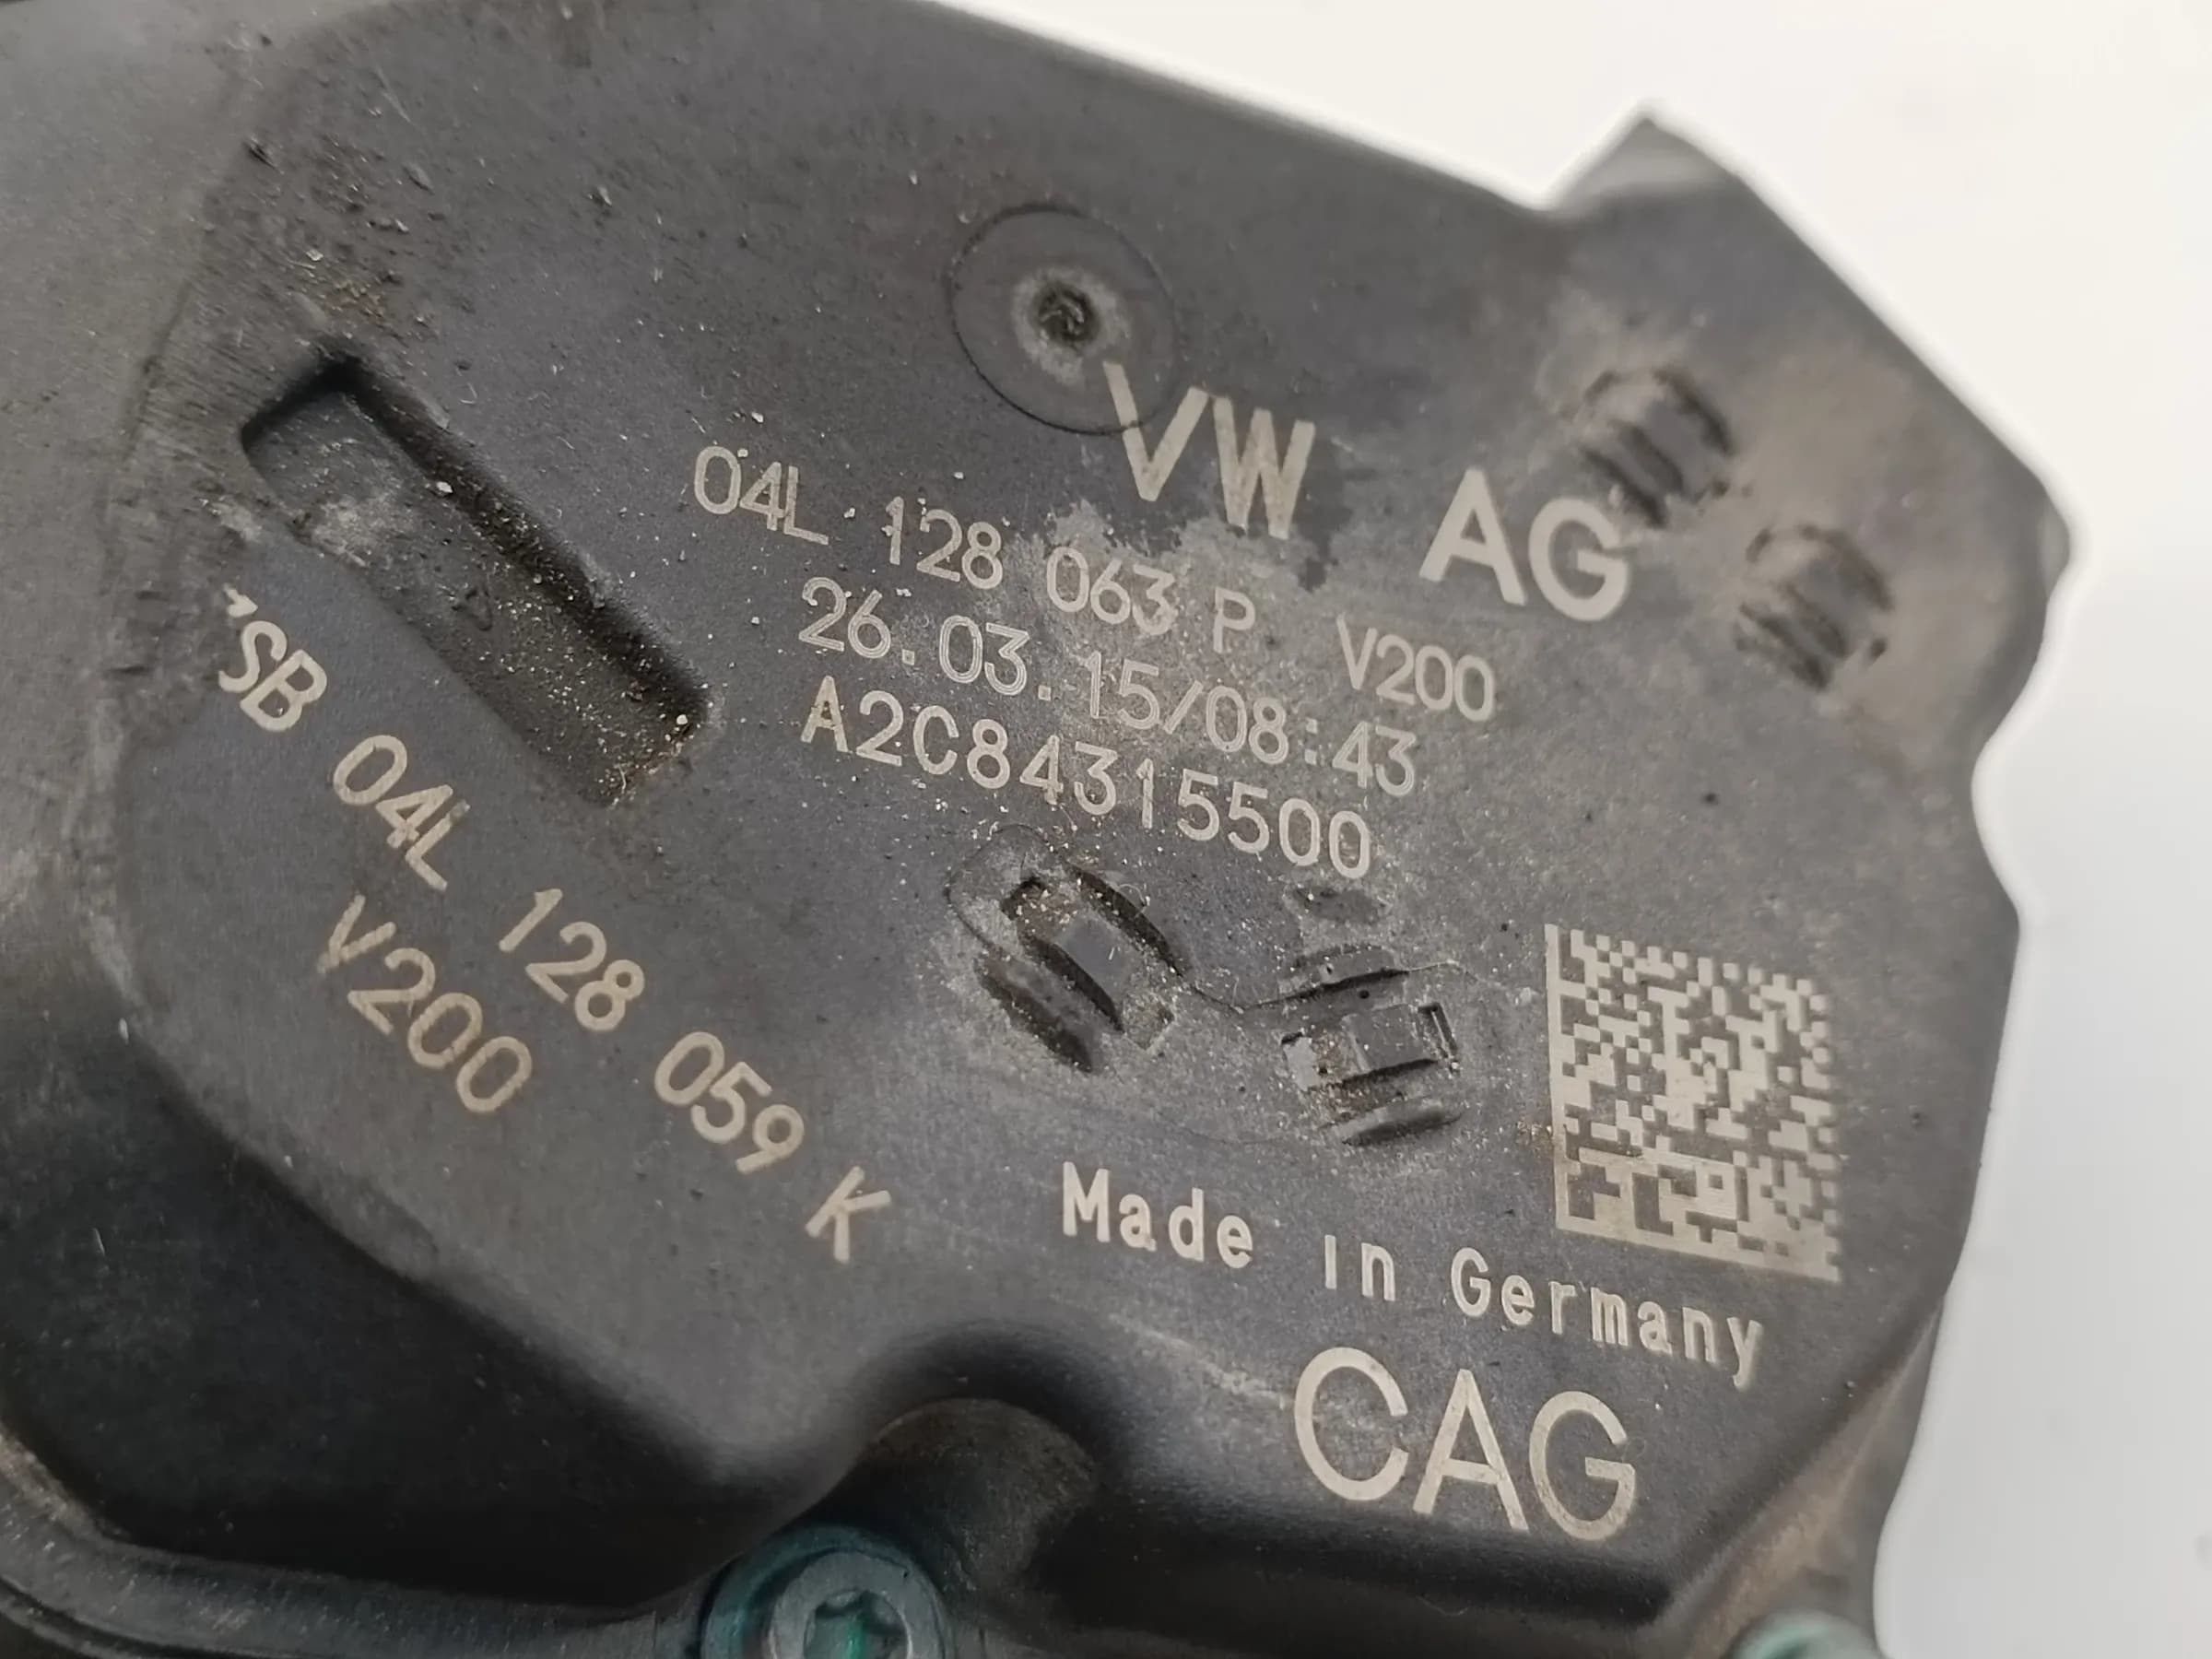 VW AG
04L 128 063 P V200
26.03.15/08:43
A2C84315500
SB 04L 128 059 K
V200
Made in Germany
CAG